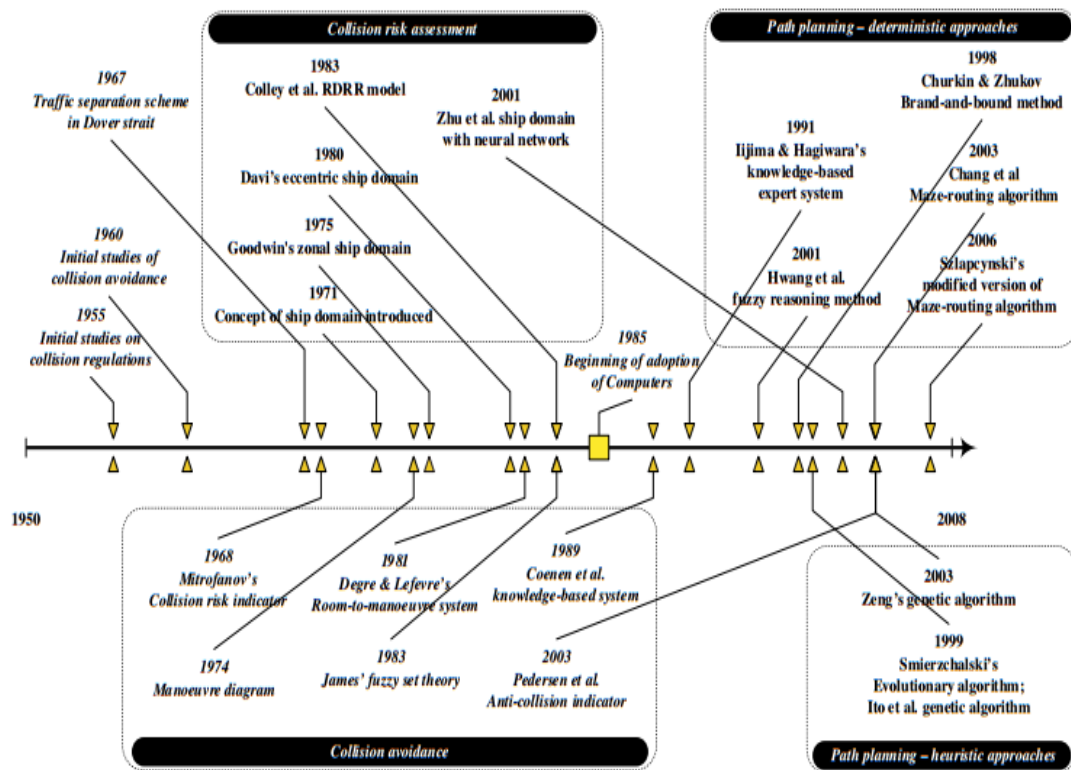 Collision risk assessment
Path planning – deterministic approaches
1967
Traffic separation scheme
in Dover strait
1983
Colley et al. RDRR model
2001
Zhu et al. ship domain
with neural network
1998
Churkin & Zhukov
Brand-and-bound method
1991
Iijima & Hagiwara's
knowledge-based
expert system
1980
Davi's eccentric ship domain
2003
Chang et al
Maze-routing algorithm
1960
Initial studies of
collision avoidance
1975
Goodwin's zonal ship domain
2001
Hwang et al.
fuzzy reasoning method
2006
Szlapcynski's
modified version of
Maze-routing algorithm
1955
Initial studies on
collision regulations
1971
Concept of ship domain introduced
1985
Beginning of adoption
of Computers
1950
2008
1968
Mitrofanov's
Collision risk indicator
1981
Degre & Lefevre's
Room-to-manoeuvre system
1989
Coenen et al.
knowledge-based system
2003
Zeng's genetic algorithm
1974
Manoeuvre diagram
1983
James' fuzzy set theory
2003
Pedersen et al.
Anti-collision indicator
1999
Smierzchalski's
Evolutionary algorithm;
Ito et al. genetic algorithm
Collision avoidance
Path planning – heuristic approaches